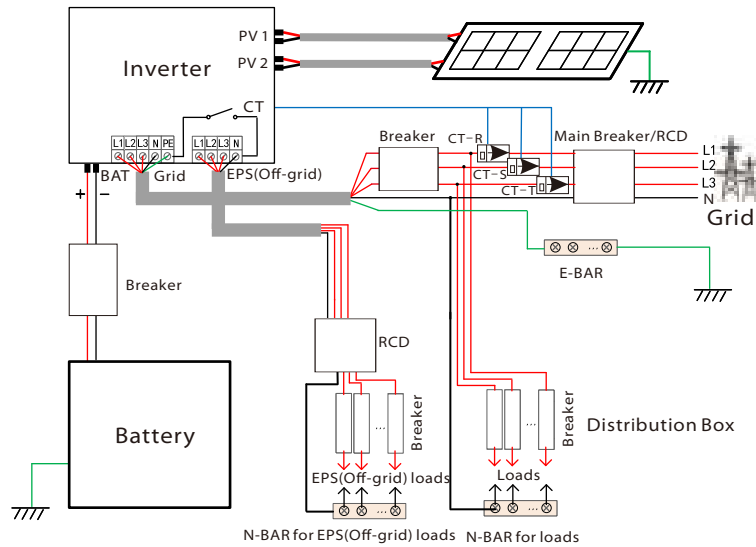 PV 1
PV 2
Inverter
CT
L1 L2 L3 N PE
L1 L2 L3 N
BAT
Grid
EPS(Off-grid)
+ −
Breaker
CT-R
CT-S
CT-T
Main Breaker/RCD
L1
L2
L3
N
Grid
E-BAR
Breaker
RCD
Battery
...
Breaker
...
Breaker
Distribution Box
EPS(Off-grid) loads
Loads
...
...
N-BAR for EPS(Off-grid) loads
N-BAR for loads
...